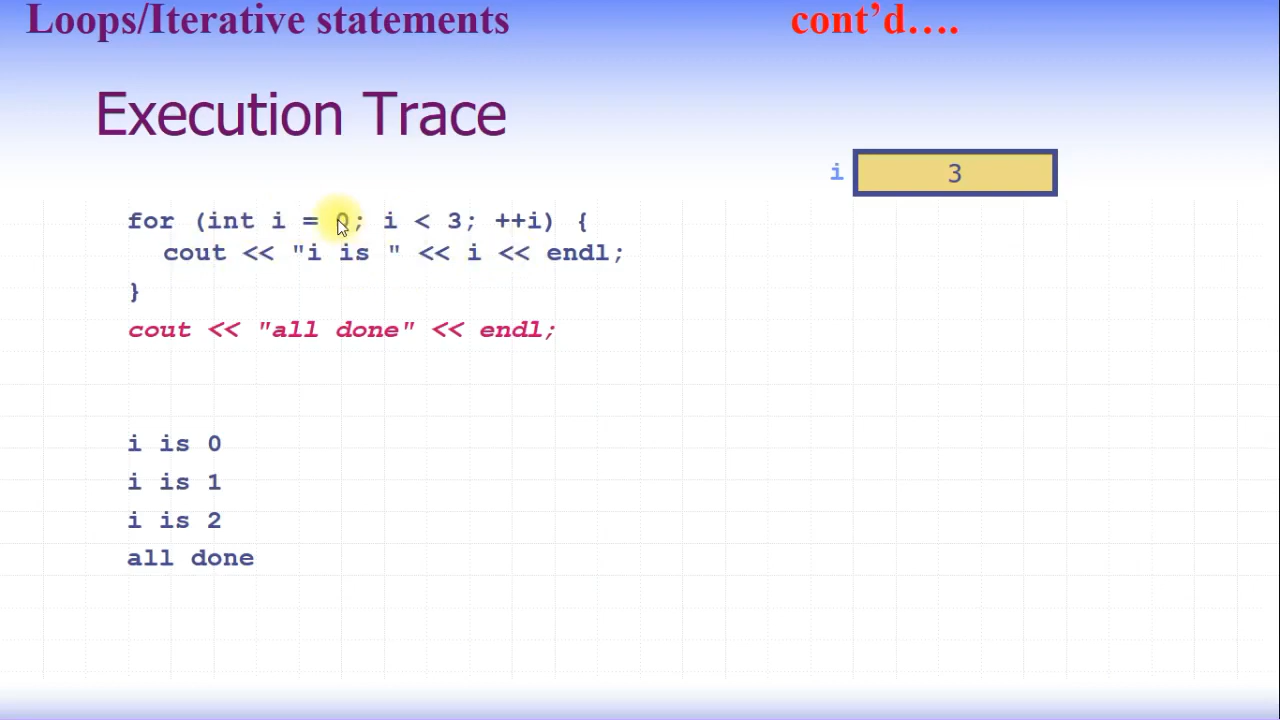 Loops/Iterative statements cont’d….
Execution Trace
i 3
for (int i = 0; i < 3; ++i) {
cout << "i is " << i << endl;
}
cout << "all done" << endl;
i is 0
i is 1
i is 2
all done